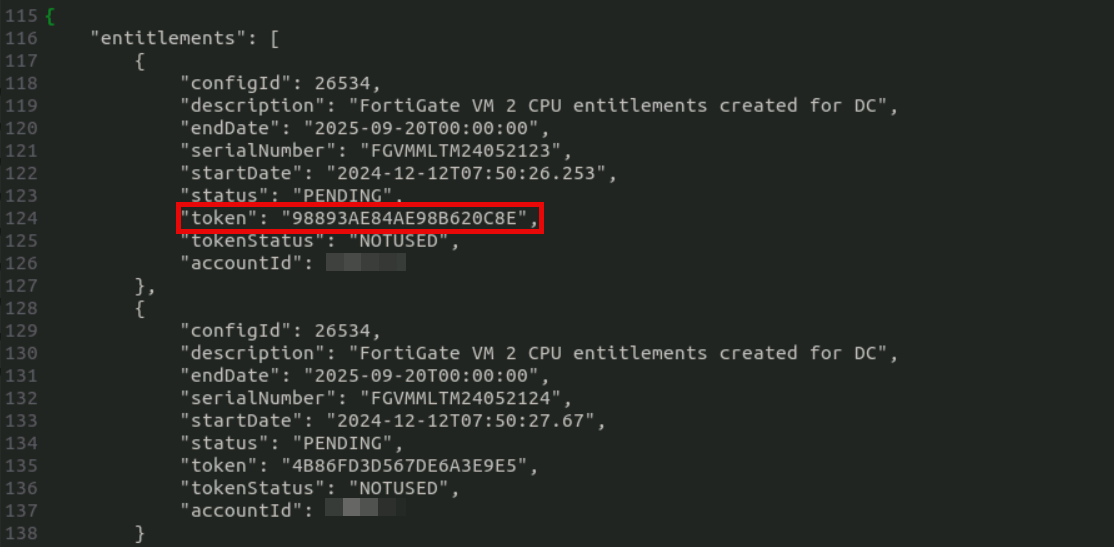 115 {
116     "entitlements": [
117         {
118             "configId": 26534,
119             "description": "FortiGate VM 2 CPU entitlements created for DC",
120             "endDate": "2025-09-20T00:00:00",
121             "serialNumber": "FGVMMLTM24052123",
122             "startDate": "2024-12-12T07:50:26.253",
123             "status": "PENDING",
124             "token": "98893AE84AE98B620C8E",
125             "tokenStatus": "NOTUSED",
126             "accountId":
127         },
128         {
129             "configId": 26534,
130             "description": "FortiGate VM 2 CPU entitlements created for DC",
131             "endDate": "2025-09-20T00:00:00",
132             "serialNumber": "FGVMMLTM24052124",
133             "startDate": "2024-12-12T07:50:27.67",
134             "status": "PENDING",
135             "token": "4B86FD3D567DE6A3E9E5",
136             "tokenStatus": "NOTUSED",
137             "accountId":
138         }